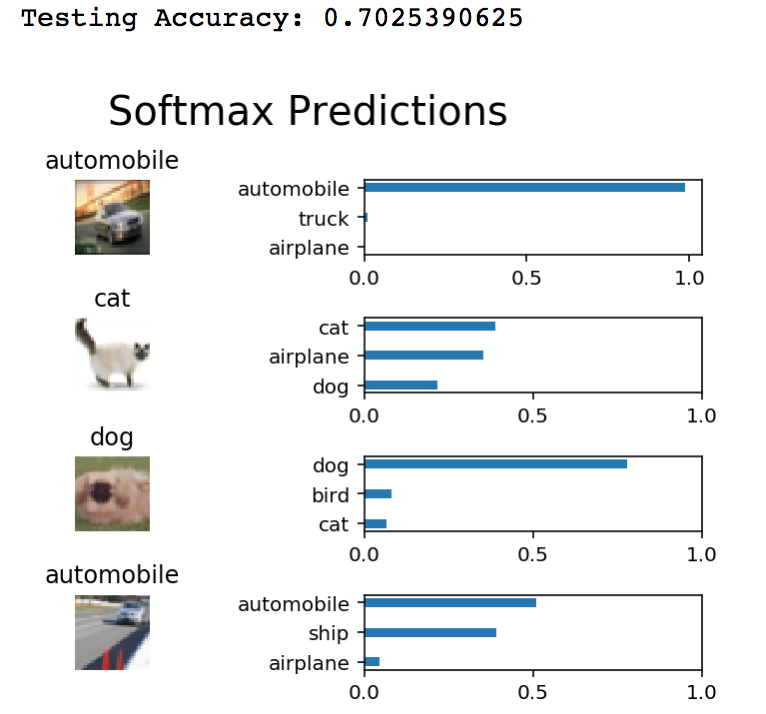 Testing Accuracy: 0.7025390625
Softmax Predictions
automobile
automobile
truck
airplane
0.0 0.5 1.0
cat
cat
airplane
dog
0.0 0.5 1.0
dog
dog
bird
cat
0.0 0.5 1.0
automobile
automobile
ship
airplane
0.0 0.5 1.0